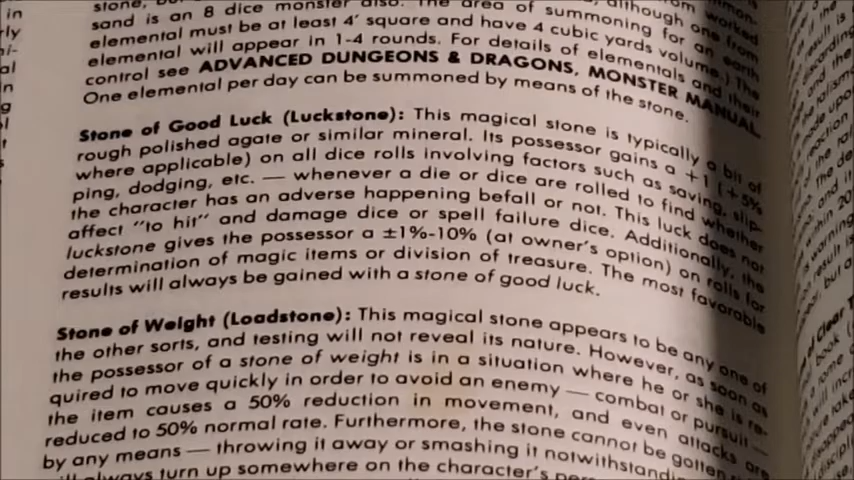 stone, although one from
sand is an 8 dice monster also. The area of summoning for an earth
elemental must be at least 4' square and have 4 cubic yards volume.) The
elemental will appear in 1-4 rounds. For details of elementals and their
control see ADVANCED DUNGEONS & DRAGONS, MONSTER MANUAL.
One elemental per day can be summoned by means of the stone.
Stone of Good Luck (Luckstone): This magical stone is typically a bit of
rough polished agate or similar mineral. Its possessor gains a +1 (+5%
where applicable) on all dice rolls involving factors such as saving, slip-
ping, dodging, etc. — whenever a die or dice are rolled to find whether
the character has an adverse happening befall or not. This luck does not
affect "to hit" and damage dice or spell failure dice. Additionally, the
luckstone gives the possessor a ±1%-10% (at owner's option) on rolls for
determination of magic items or division of treasure. The most favorable
results will always be gained with a stone of good luck.
Stone of Weight (Loadstone): This magical stone appears to be any one of
the other sorts, and testing will not reveal its nature. However, as soon as
the possessor of a stone of weight is in a situation where he or she is re-
quired to move quickly in order to avoid an enemy — combat or pursuit —
the item causes a 50% reduction in movement, and even attacks are
reduced to 50% normal rate. Furthermore, the stone cannot be gotten
by any means — throwing it away or smashing it notwithstanding
always turn up somewhere on the character's